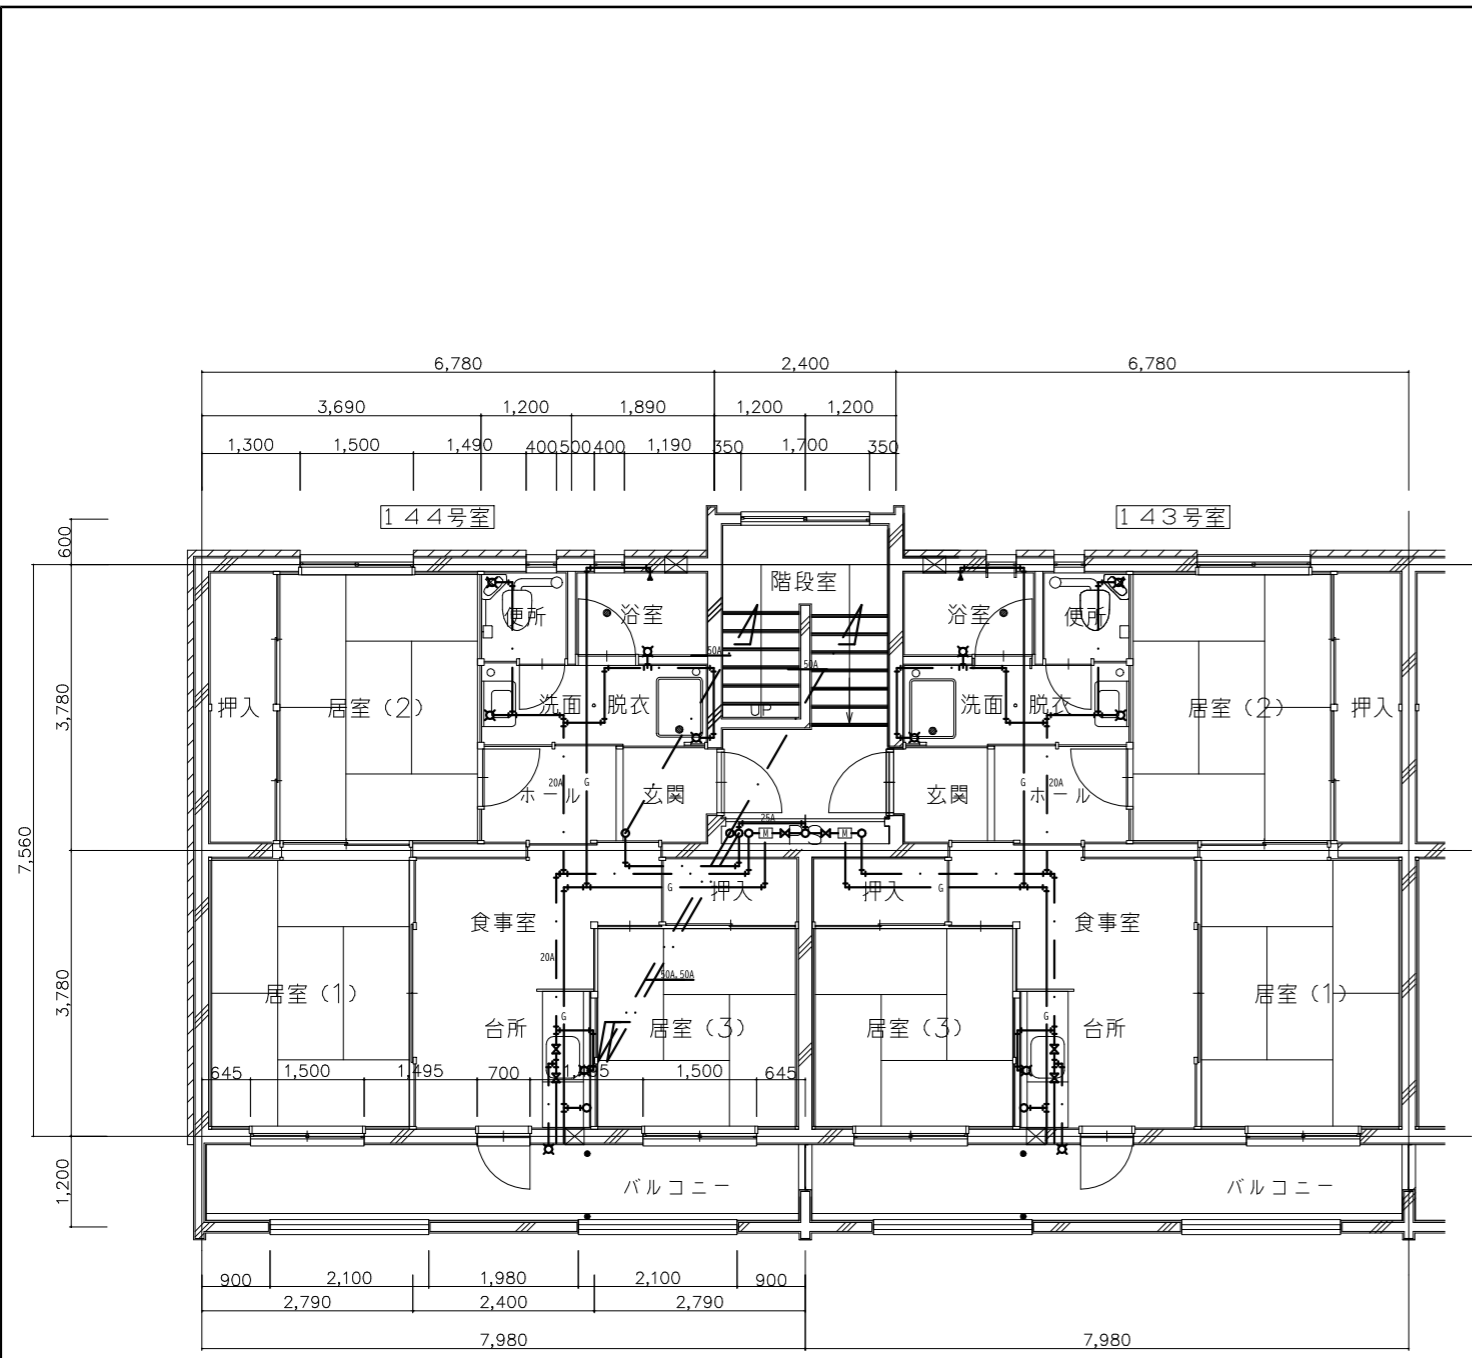 6,780 2,400 6,780
3,690 1,200 1,890 1,200 1,200
1,300 1,500 1,490 400 500 400 1,190 350 1,700 350
144号室 143号室
600
階段室
便所 浴室 浴室 便所
50A 50A
3,780
押入 居室(2) 洗面 脱衣 UP 洗面 脱衣 居室(2) 押入
20A G G 20A
ホール 玄関 玄関 ホール
25A
M M
7,560
G 押入 押入 G
食事室 食事室
20A
50A,50A
3,780
居室(1) 居室(1)
G G
台所 居室(3) 居室(3) 台所
645 1,500 1,495 700 1,500 645
1,200
バルコニー バルコニー
900 2,100 1,980 2,100 900
2,790 2,400 2,790
7,980 7,980